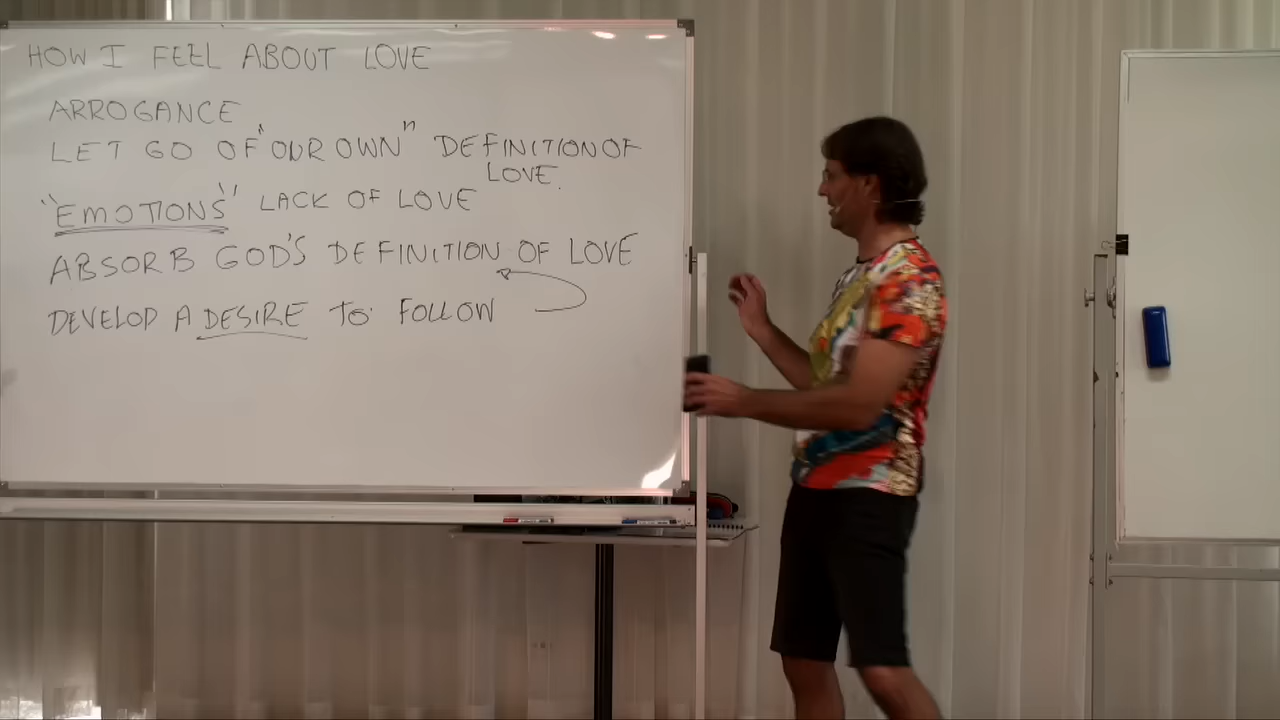 HOW I FEEL ABOUT LOVE
ARROGANCE
LET GO OF "OUR OWN" DEFINITION OF
LOVE.
"EMOTIONS" LACK OF LOVE
ABSORB GOD'S DEFINITION OF LOVE
DEVELOP A DESIRE TO FOLLOW